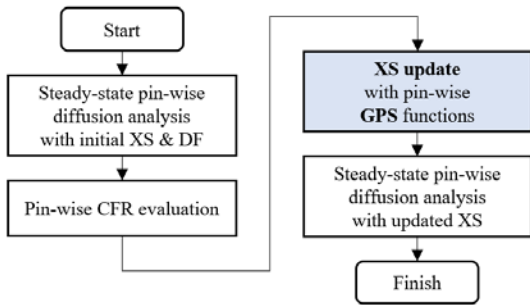 Start
Steady-state pin-wise
diffusion analysis
with initial XS & DF
Pin-wise CFR evaluation
XS update
with pin-wise
GPS functions
Steady-state pin-wise
diffusion analysis
with updated XS
Finish